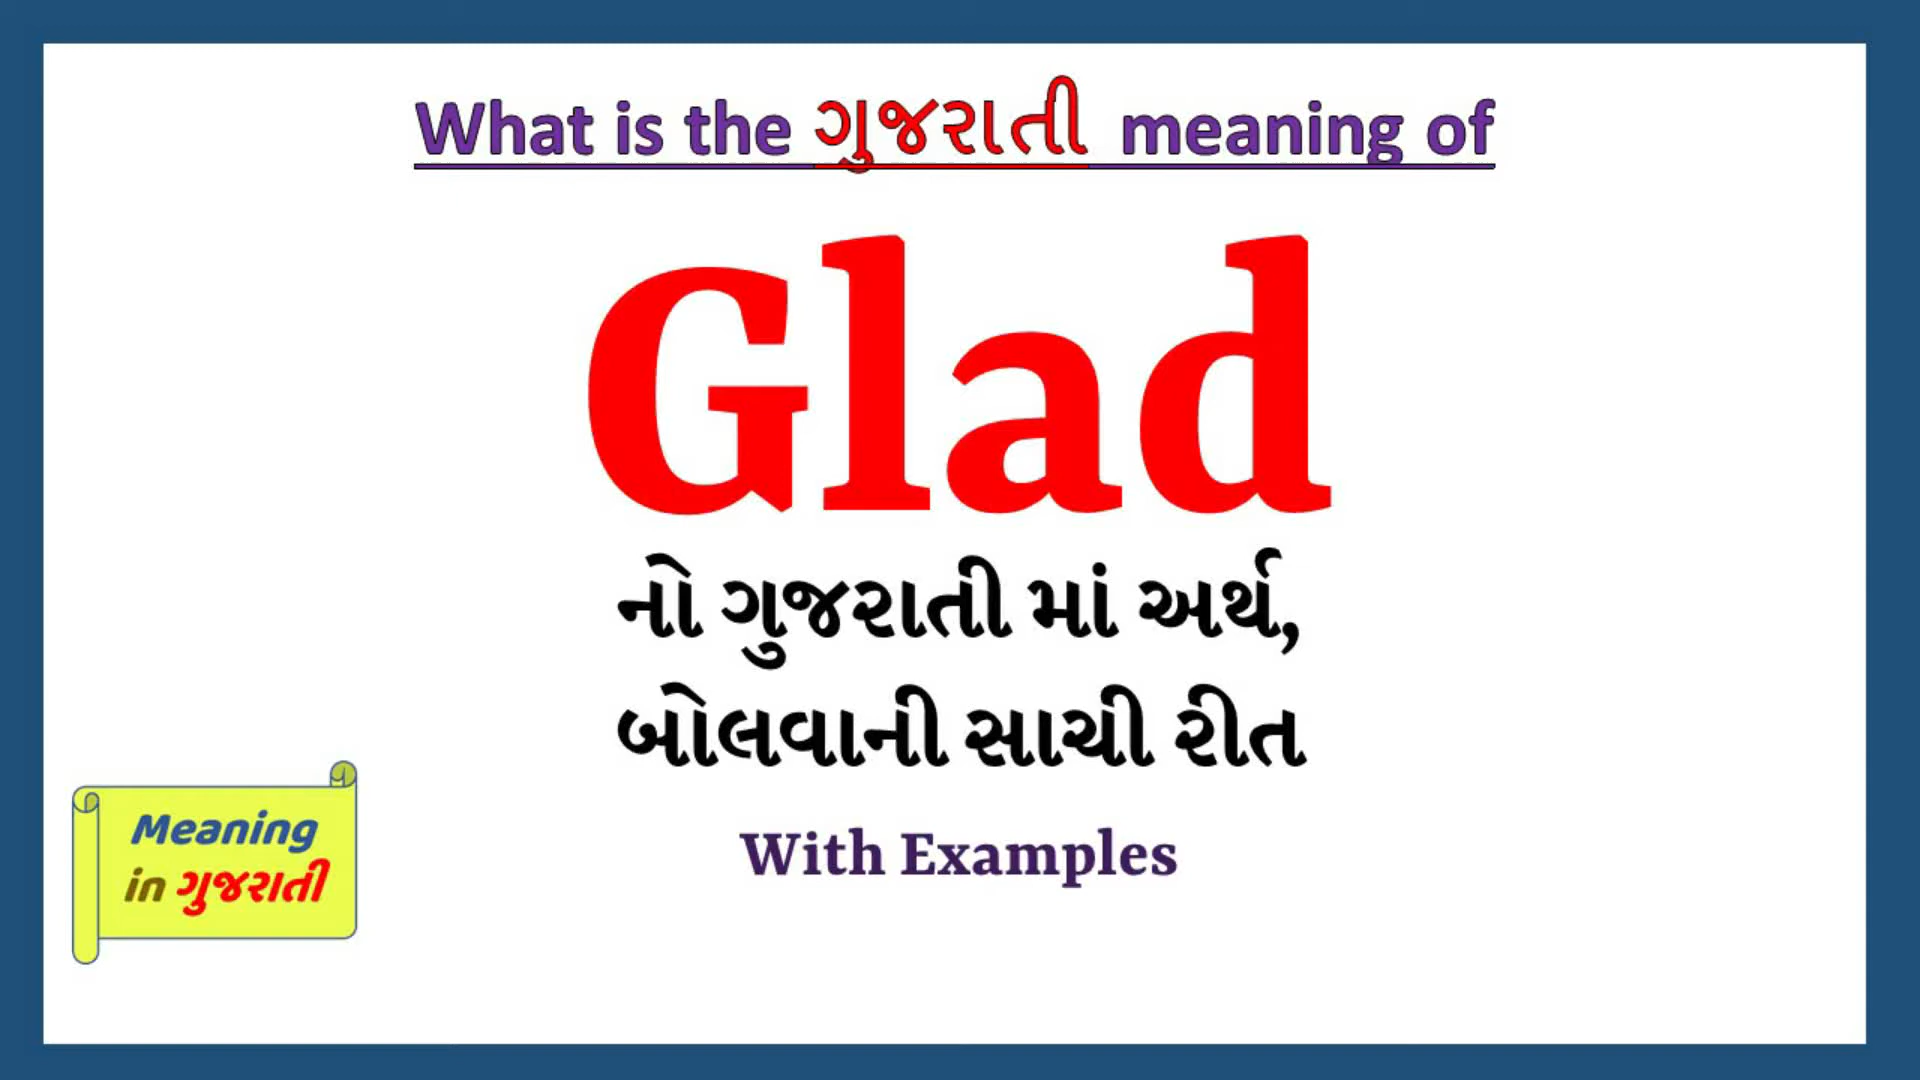 What is the ગુજરાતી meaning of
Glad
નો ગુજરાતી માં અર્થ,
બોલવાની સાચી રીત
With Examples
Meaning
in ગુજરાતી